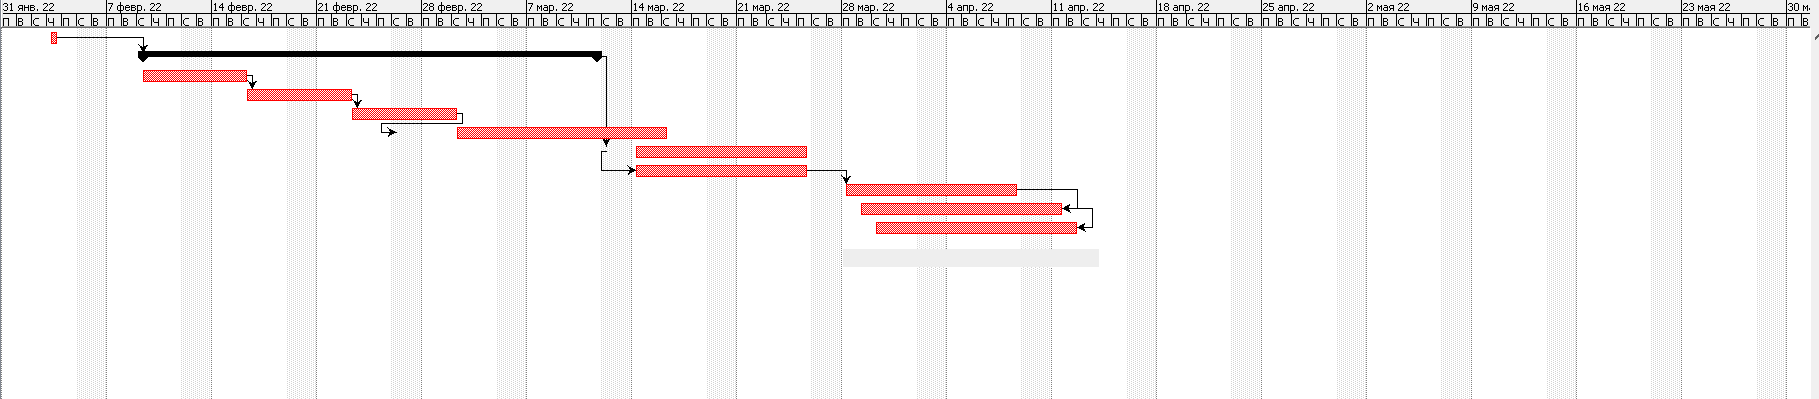 31 янв. 22 7 февр. 22 14 февр. 22 21 февр. 22 28 февр. 22 7 мар. 22 14 мар. 22 21 мар. 22 28 мар. 22 4 апр. 22 11 апр. 22 18 апр. 22 25 апр. 22 2 мая 22 9 мая 22 16 мая 22 23 мая 22 30 м
П В С Ч П С В П В С Ч П С В П В С Ч П С В П В С Ч П С В П В С Ч П С В П В С Ч П С В П В С Ч П С В П В С Ч П С В П В С Ч П С В П В С Ч П С В П В С Ч П С В П В С Ч П С В П В С Ч П С В П В С Ч П С В П В С Ч П С В П В С Ч П С В П В С Ч П С В П В